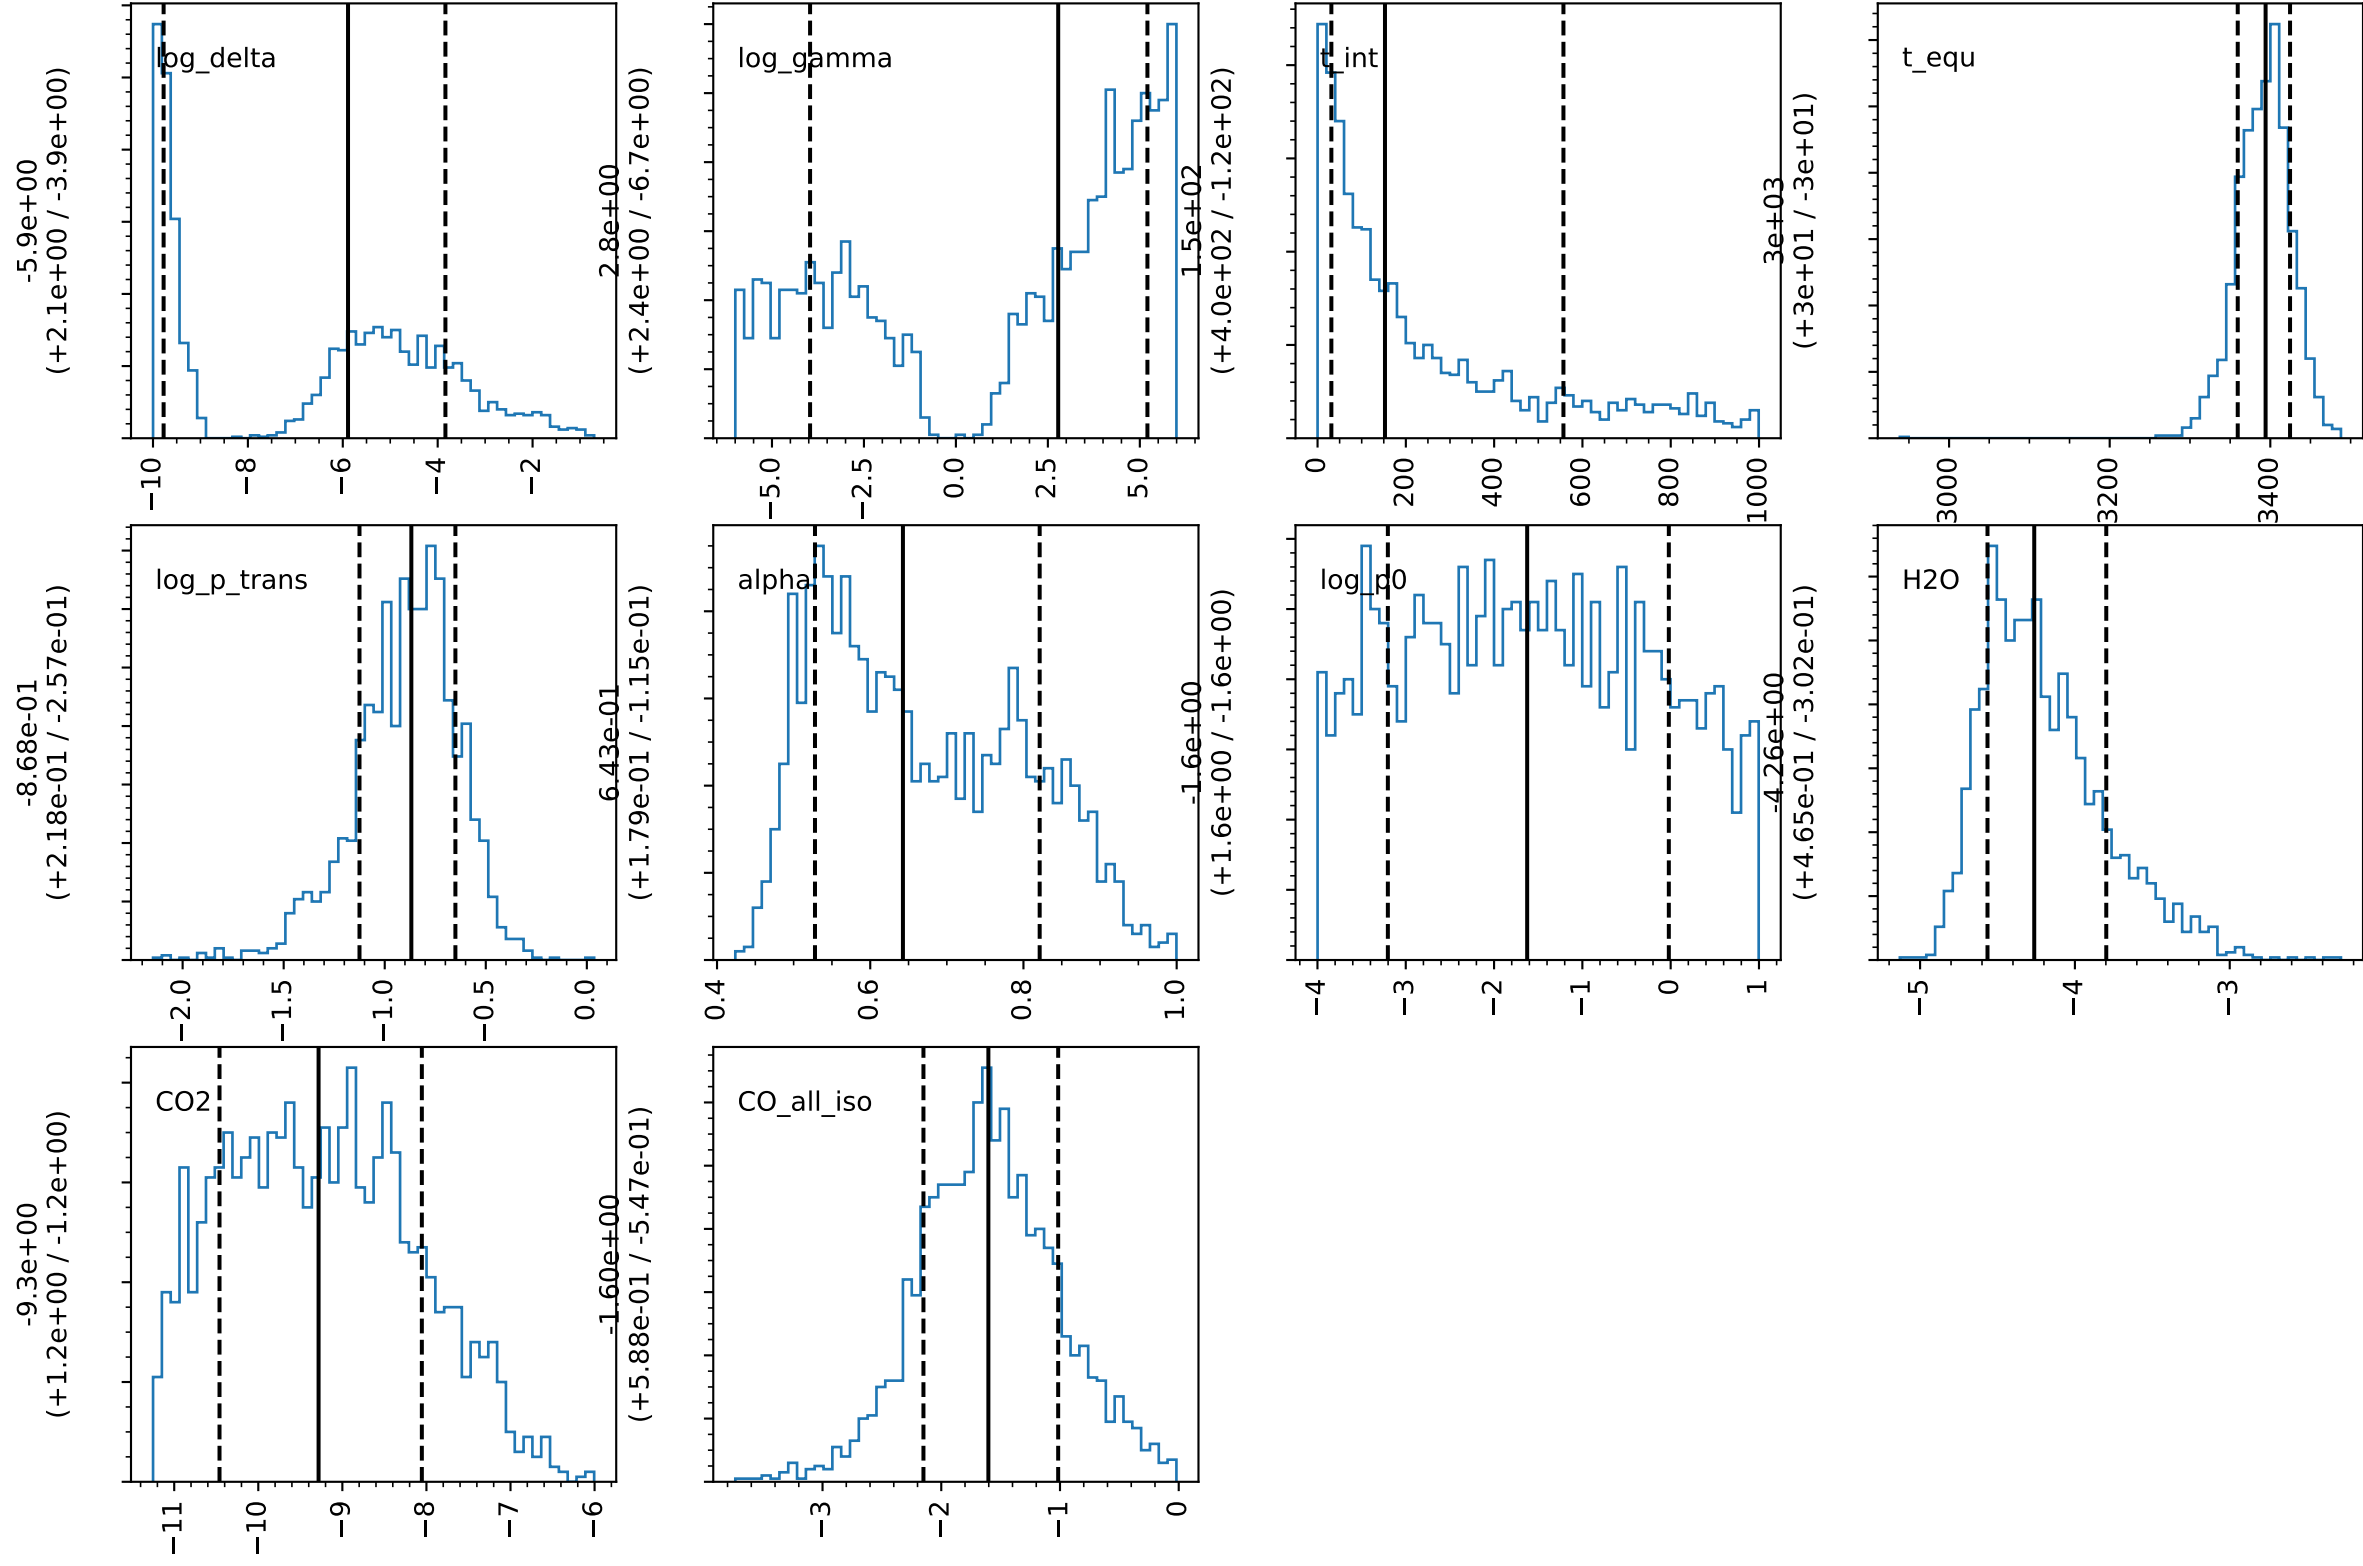 log_delta
-5.9e+00
(+2.1e+00 / -3.9e+00)
−10
−8
−6
−4
−2
log_gamma
2.8e+00
(+2.4e+00 / -6.7e+00)
−5.0
−2.5
0.0
2.5
5.0
t_int
1.5e+02
(+4.0e+02 / -1.2e+02)
0
200
400
600
800
1000
t_equ
3e+03
(+3e+01 / -3e+01)
3000
3200
3400
log_p_trans
-8.68e-01
(+2.18e-01 / -2.57e-01)
−2.0
−1.5
−1.0
−0.5
0.0
alpha
6.43e-01
(+1.79e-01 / -1.15e-01)
0.4
0.6
0.8
1.0
log_p0
-1.6e+00
(+1.6e+00 / -1.6e+00)
−4
−3
−2
−1
0
1
H2O
-4.26e+00
(+4.65e-01 / -3.02e-01)
−5
−4
−3
CO2
-9.3e+00
(+1.2e+00 / -1.2e+00)
−11
−10
−9
−8
−7
−6
CO_all_iso
-1.60e+00
(+5.88e-01 / -5.47e-01)
−3
−2
−1
0